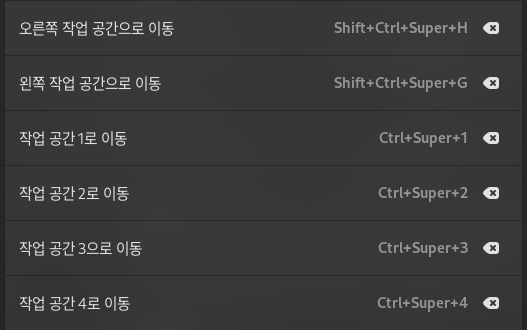 오른쪽 작업 공간으로 이동 Shift+Ctrl+Super+H
왼쪽 작업 공간으로 이동 Shift+Ctrl+Super+G
작업 공간 1로 이동 Ctrl+Super+1
작업 공간 2로 이동 Ctrl+Super+2
작업 공간 3으로 이동 Ctrl+Super+3
작업 공간 4로 이동 Ctrl+Super+4